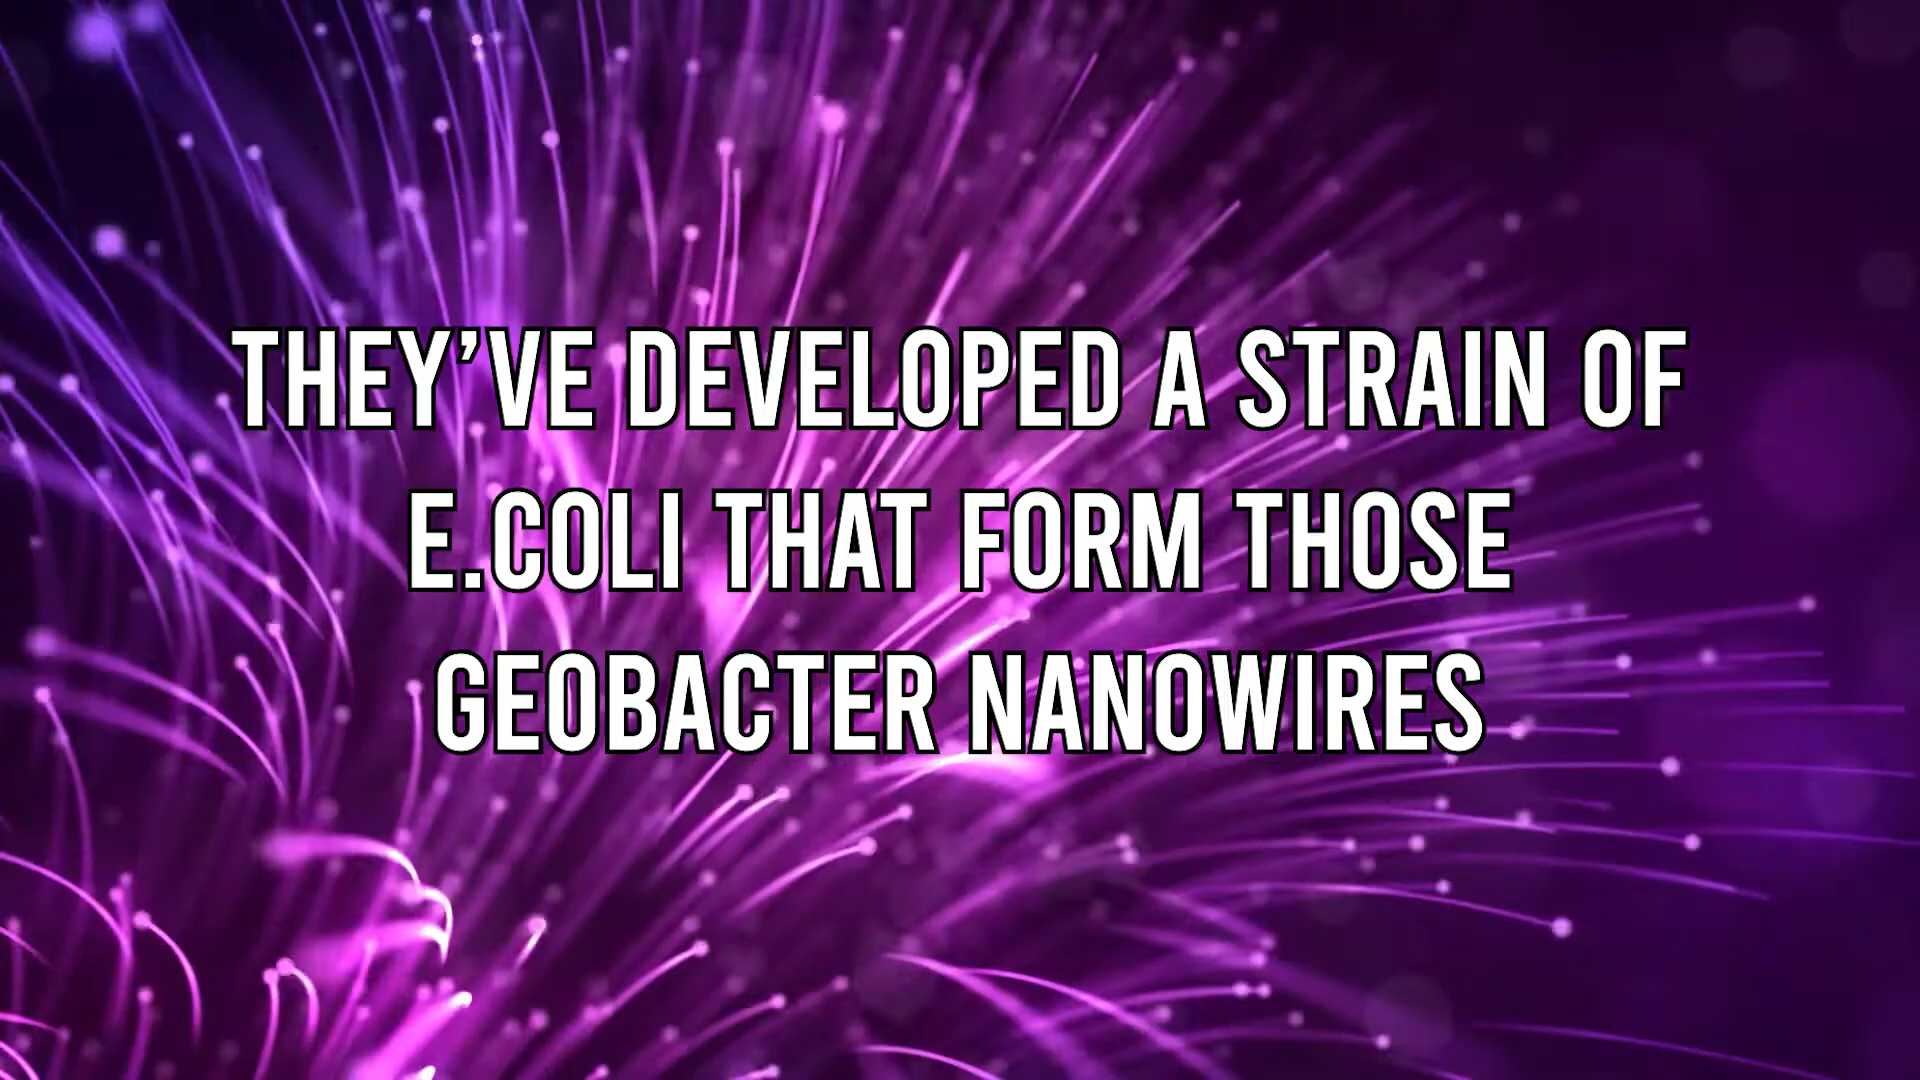 THEY'VE DEVELOPED A STRAIN OF
E.COLI THAT FORM THOSE
GEOBACTER NANOWIRES